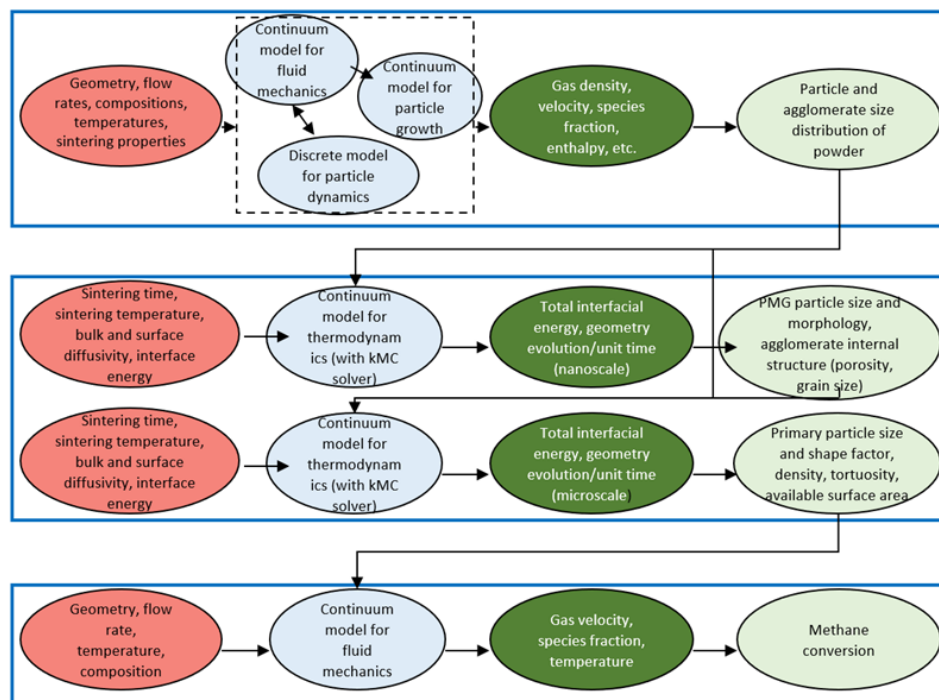 Geometry, flow
rates, compositions,
temperatures,
sintering properties
Continuum
model for
fluid
mechanics
Continuum
model for
particle
growth
Discrete model
for particle
dynamics
Gas density,
velocity, species
fraction,
enthalpy, etc.
Particle and
agglomerate size
distribution of
powder
Sintering time,
sintering temperature,
bulk and surface
diffusivity, interface
energy
Continuum
model for
thermodynam
ics (with kMC
solver)
Total interfacial
energy, geometry
evolution/unit time
(nanoscale)
PMG particle size and
morphology,
agglomerate internal
structure (porosity,
grain size)
Sintering time,
sintering temperature,
bulk and surface
diffusivity, interface
energy
Continuum
model for
thermodynam
ics (with kMC
solver)
Total interfacial
energy, geometry
evolution/unit time
(microscale)
Primary particle size
and shape factor,
density, tortuosity,
available surface area
Geometry, flow
rate,
temperature,
composition
Continuum
model for
fluid
mechanics
Gas velocity,
species fraction,
temperature
Methane
conversion